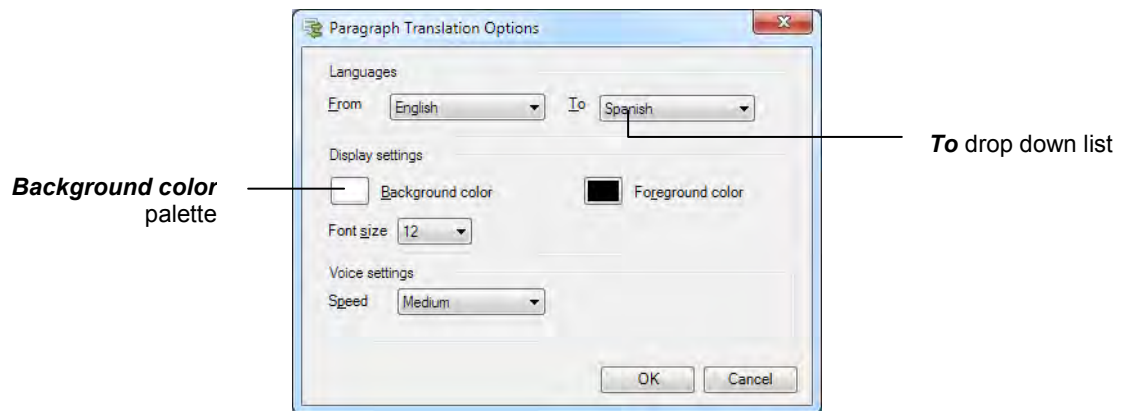 Paragraph Translation Options
Languages
From English To Spanish
To drop down list
Display settings
Background color palette
Background color Foreground color
Font size 12
Voice settings
Speed Medium
OK Cancel